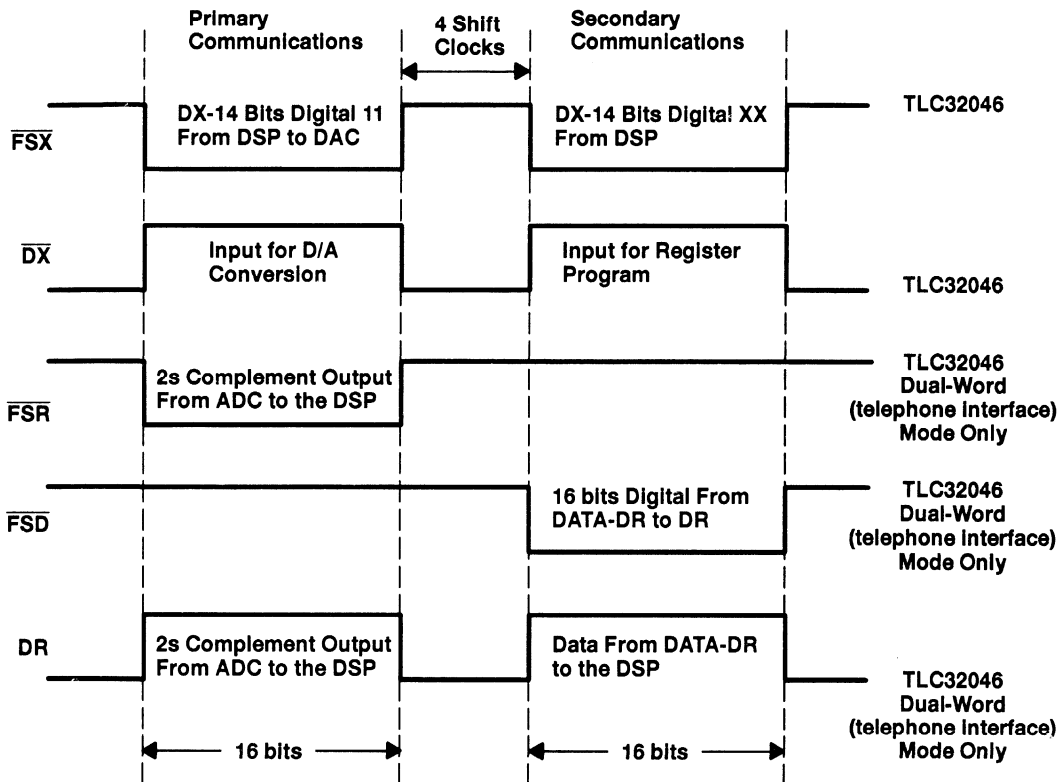 Primary
Communications
4 Shift
Clocks
Secondary
Communications
FSX
DX-14 Bits Digital 11
From DSP to DAC
DX-14 Bits Digital XX
From DSP
TLC32046
DX
Input for D/A
Conversion
Input for Register
Program
TLC32046
FSR
2s Complement Output
From ADC to the DSP
TLC32046
Dual-Word
(telephone interface)
Mode Only
FSD
16 bits Digital From
DATA-DR to DR
TLC32046
Dual-Word
(telephone interface)
Mode Only
DR
2s Complement Output
From ADC to the DSP
Data From DATA-DR
to the DSP
TLC32046
Dual-Word
(telephone interface)
Mode Only
16 bits
16 bits